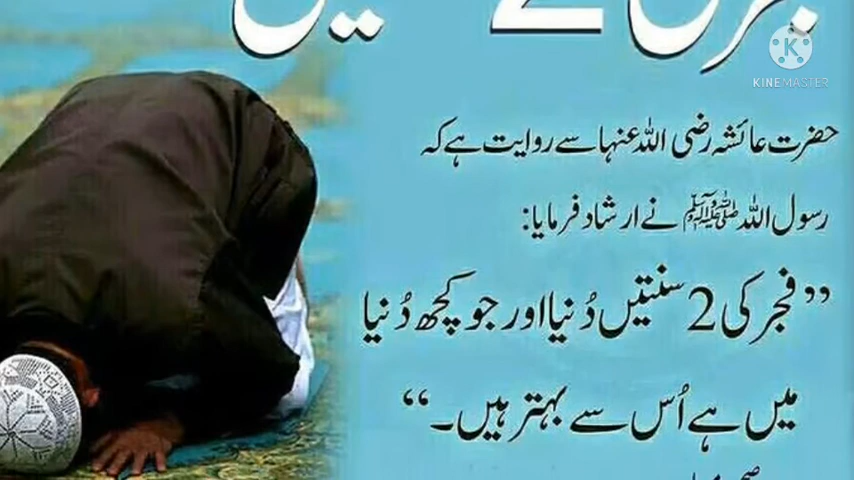 KINEMASTER
حضرت عائشہ رضی اللہ عنہا سے روایت ہے کہ
رسول اللہ ﷺ نے ارشاد فرمایا:
”فجر کی 2 سنتیں دُنیا اور جو کچھ دُنیا
میں ہے اُس سے بہتر ہیں۔“